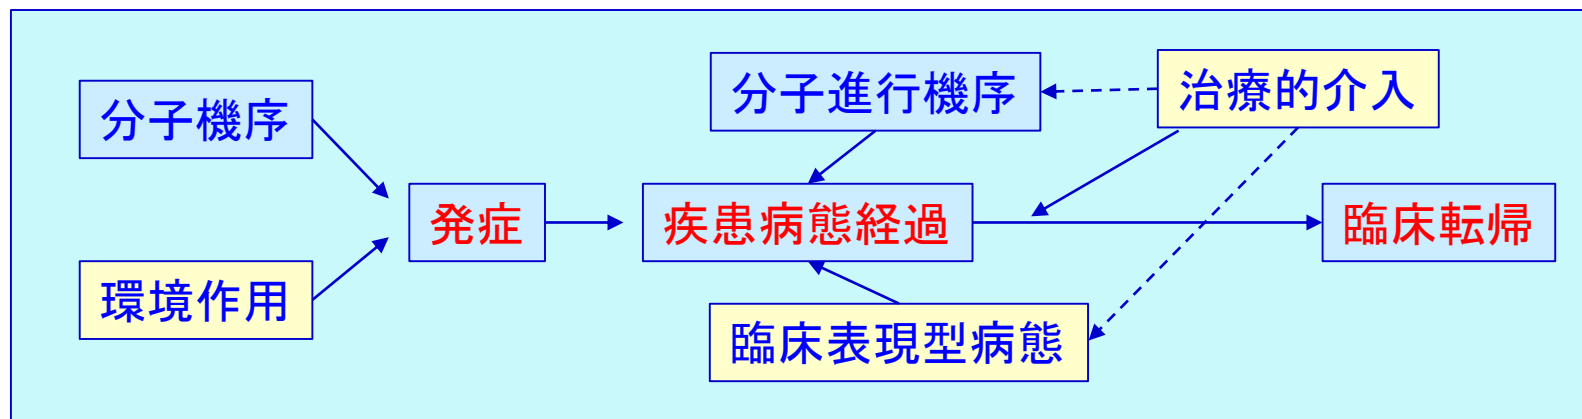 分子機序
環境作用
発症
分子進行機序
疾患病態経過
臨床表現型病態
治療的介入
臨床転帰